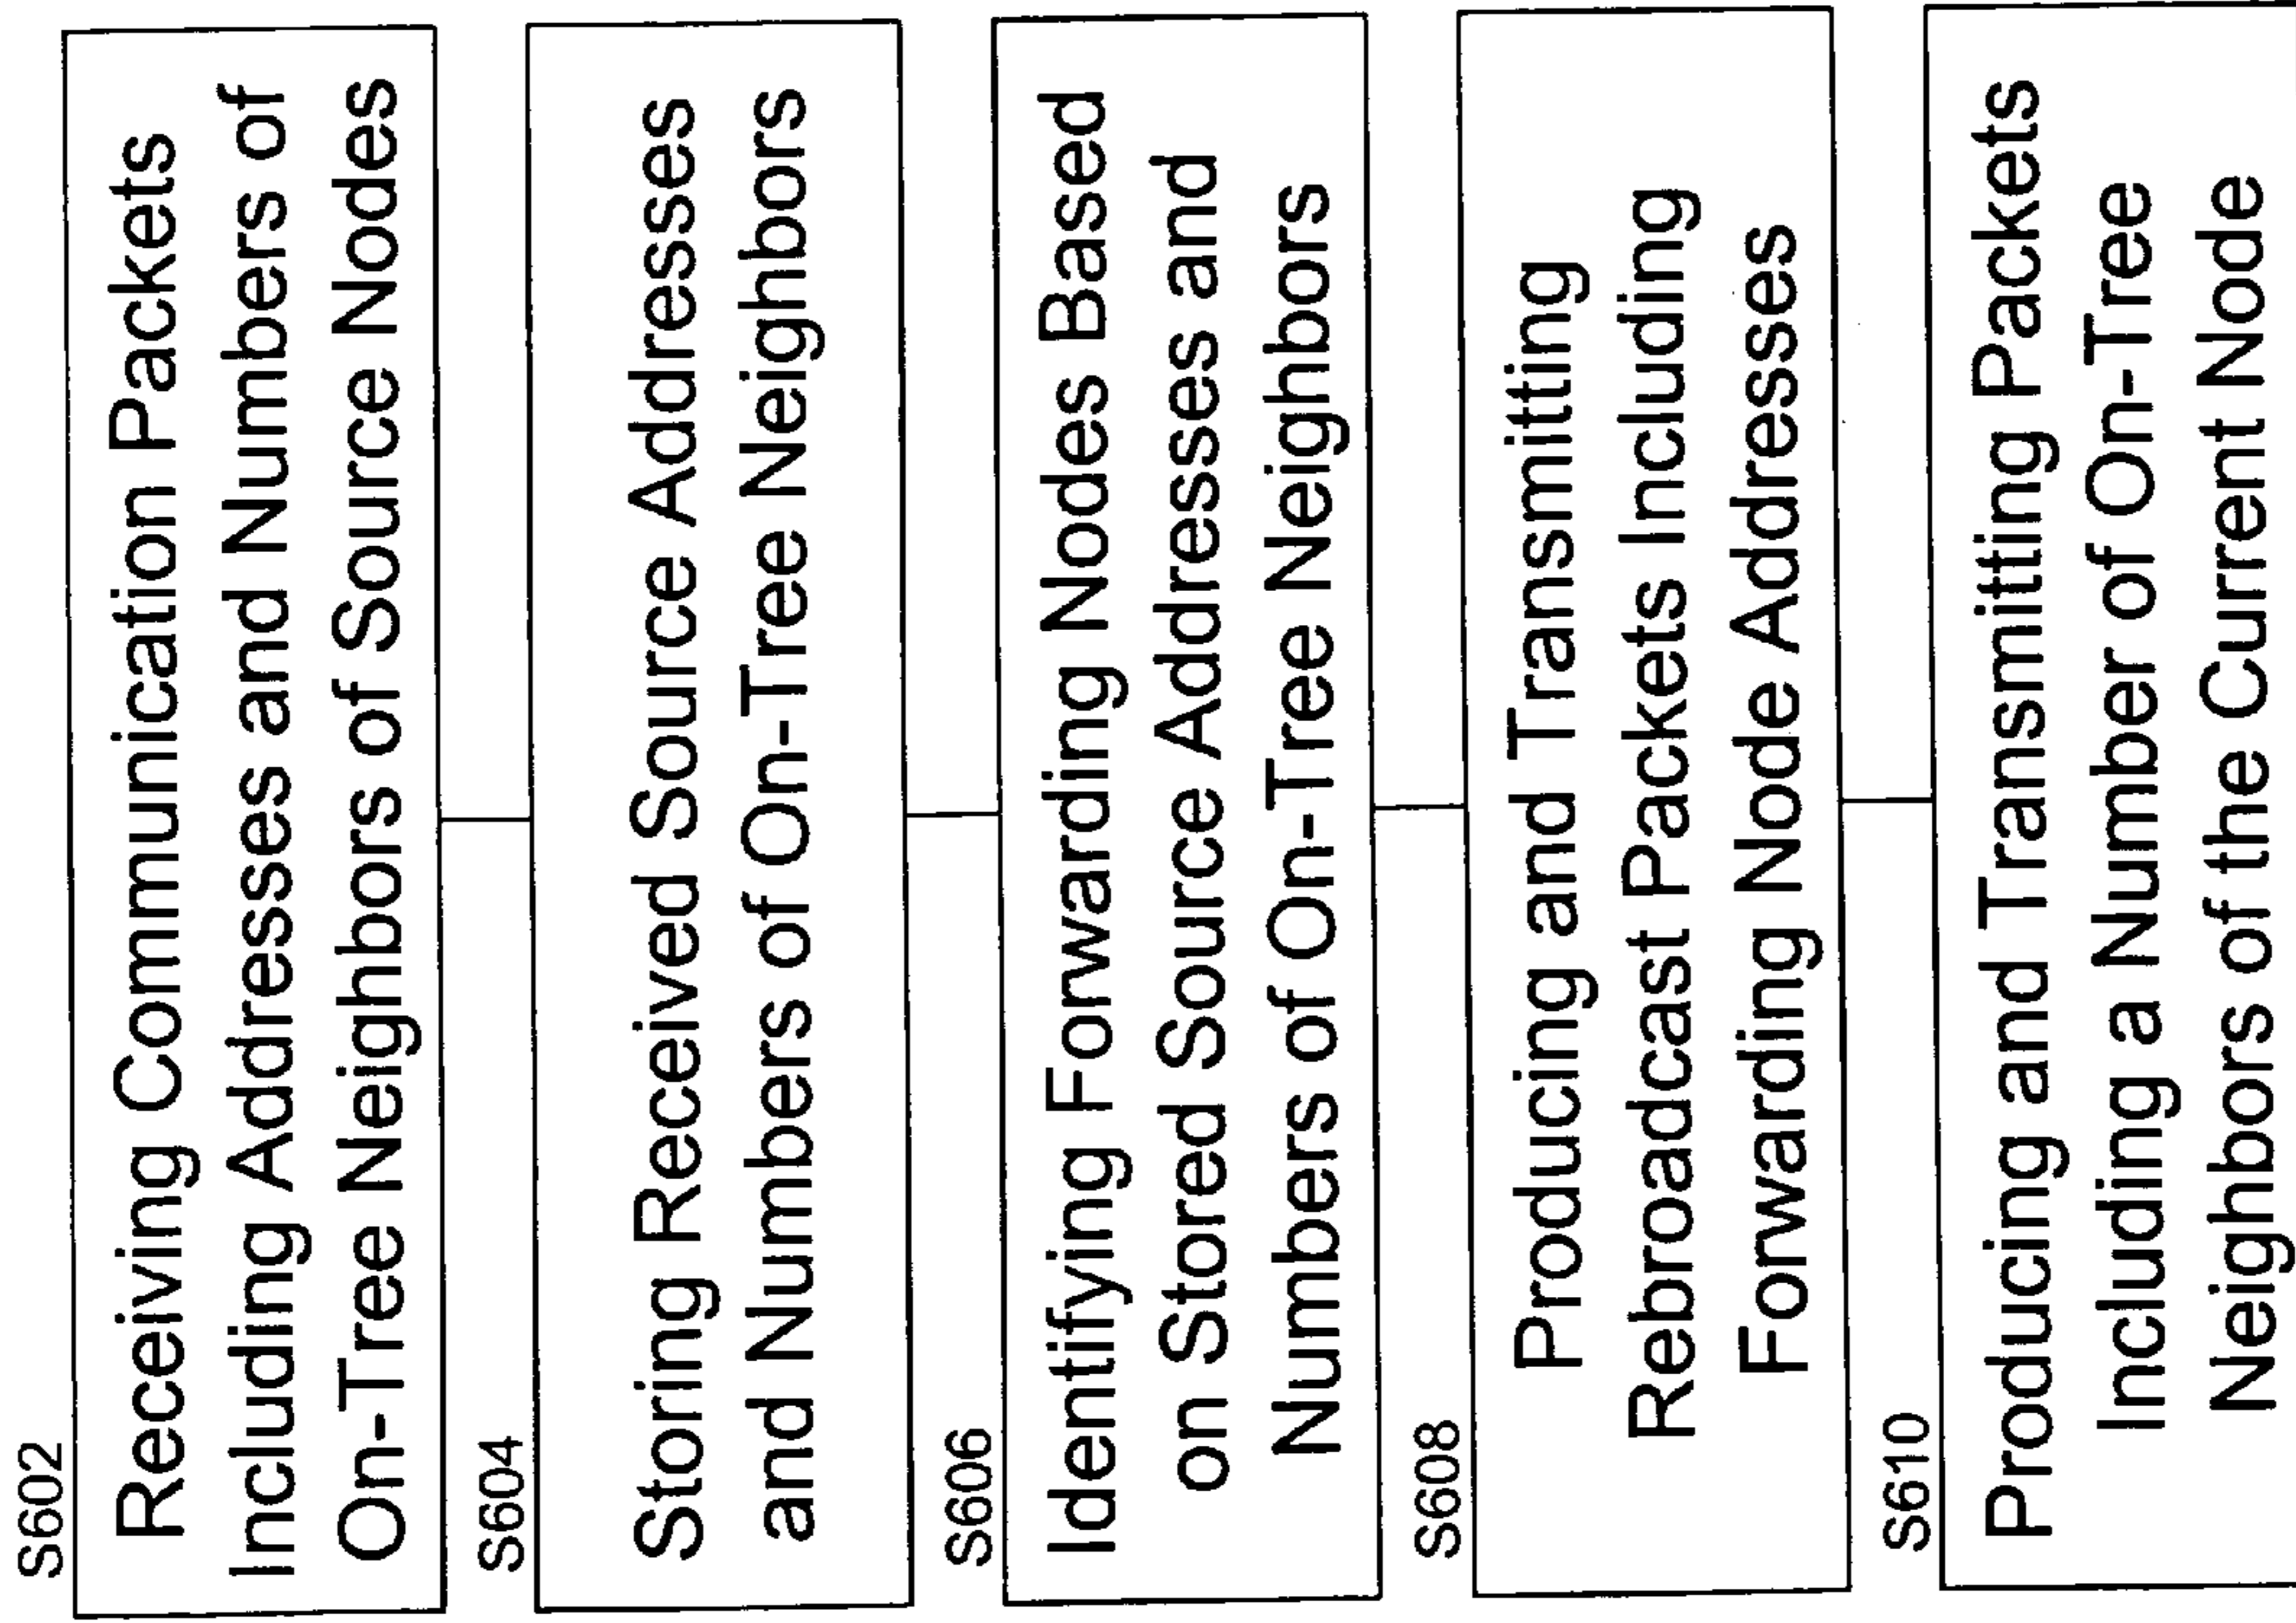 S602
Receiving Communication Packets
Including Addresses and Numbers of
On-Tree Neighbors of Source Nodes
S604
Storing Received Source Addresses
and Numbers of On-Tree Neighbors
S606
Identifying Forwarding Nodes Based
on Stored Source Addresses and
Numbers of On-Tree Neighbors
S608
Producing and Transmitting
Rebroadcast Packets Including
Forwarding Node Addresses
S610
Producing and Transmitting Packets
Including a Number of On-Tree
Neighbors of the Current Node